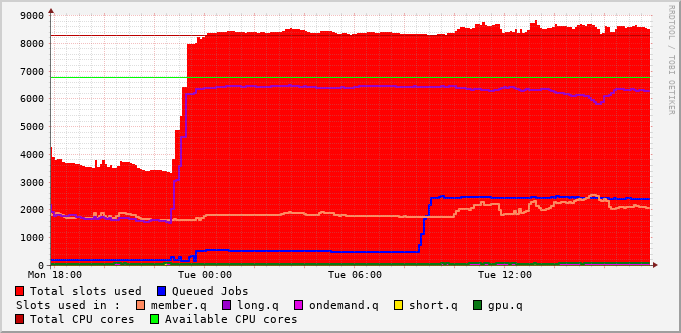 9000
8000
7000
6000
5000
4000
3000
2000
1000
0
Mon 18:00 Tue 00:00 Tue 06:00 Tue 12:00
RRDTOOL / TOBI OETIKER
Total slots used Queued Jobs
Slots used in : member.q long.q ondemand.q short.q gpu.q
Total CPU cores Available CPU cores